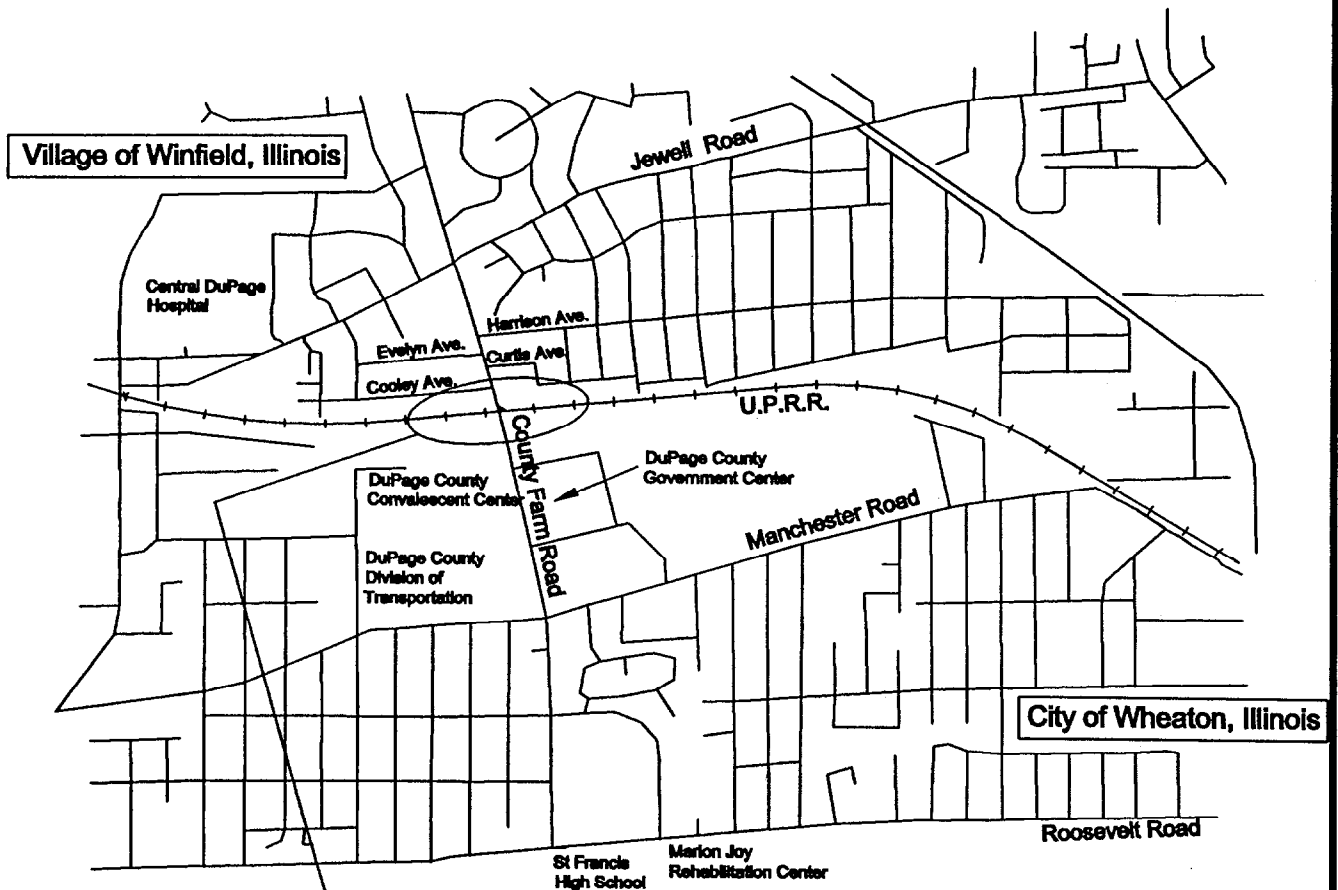 Village of Winfield, Illinois
Jewell Road
Central DuPage
Hospital
Harrison Ave.
Evelyn Ave.
Curtis Ave.
Cooley Ave.
U.P.R.R.
County Farm Road
DuPage County
Government Center
DuPage County
Convalescent Center
Manchester Road
DuPage County
Division of
Transportation
City of Wheaton, Illinois
Roosevelt Road
St Francis
High School
Marion Joy
Rehabilitation Center